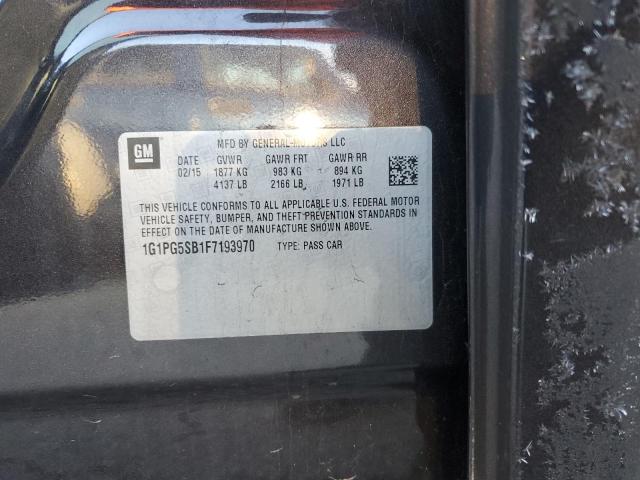 GM
MFD BY GENERAL MOTORS LLC
DATE GVWR GAWR FRT GAWR RR
02/15 1877 KG 983 KG 894 KG
4137 LB 2166 LB 1971 LB
THIS VEHICLE CONFORMS TO ALL APPLICABLE U.S. FEDERAL MOTOR
VEHICLE SAFETY, BUMPER, AND THEFT PREVENTION STANDARDS IN
EFFECT ON THE DATE OF MANUFACTURE SHOWN ABOVE.
1G1PG5SB1F7193970 TYPE: PASS CAR